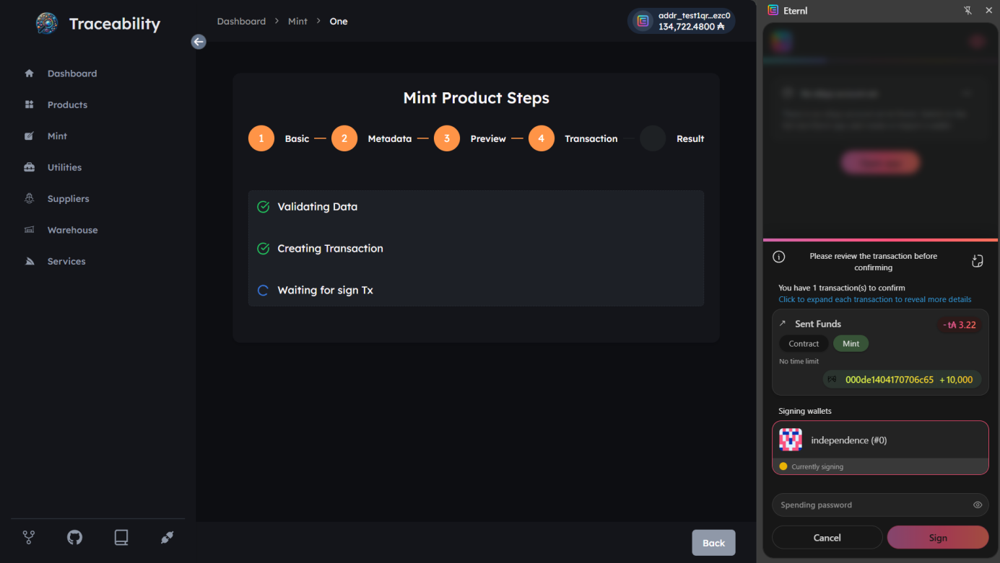 Traceability
Dashboard
Products
Mint
Utilities
Suppliers
Warehouse
Services
Dashboard > Mint > One
addr_test1qr...ezc0
134,722.4800 ₳
Mint Product Steps
1 Basic 2 Metadata 3 Preview 4 Transaction Result
Validating Data
Creating Transaction
Waiting for sign Tx
Back
Eternl
Please review the transaction before
confirming
You have 1 transaction(s) to confirm
Click to expand each transaction to reveal more details
Sent Funds
-t₳ 3.22
Contract Mint
No time limit
000de1404170706c65 +10,000
Signing wallets
independence (#0)
Currently signing
Spending password
Cancel Sign